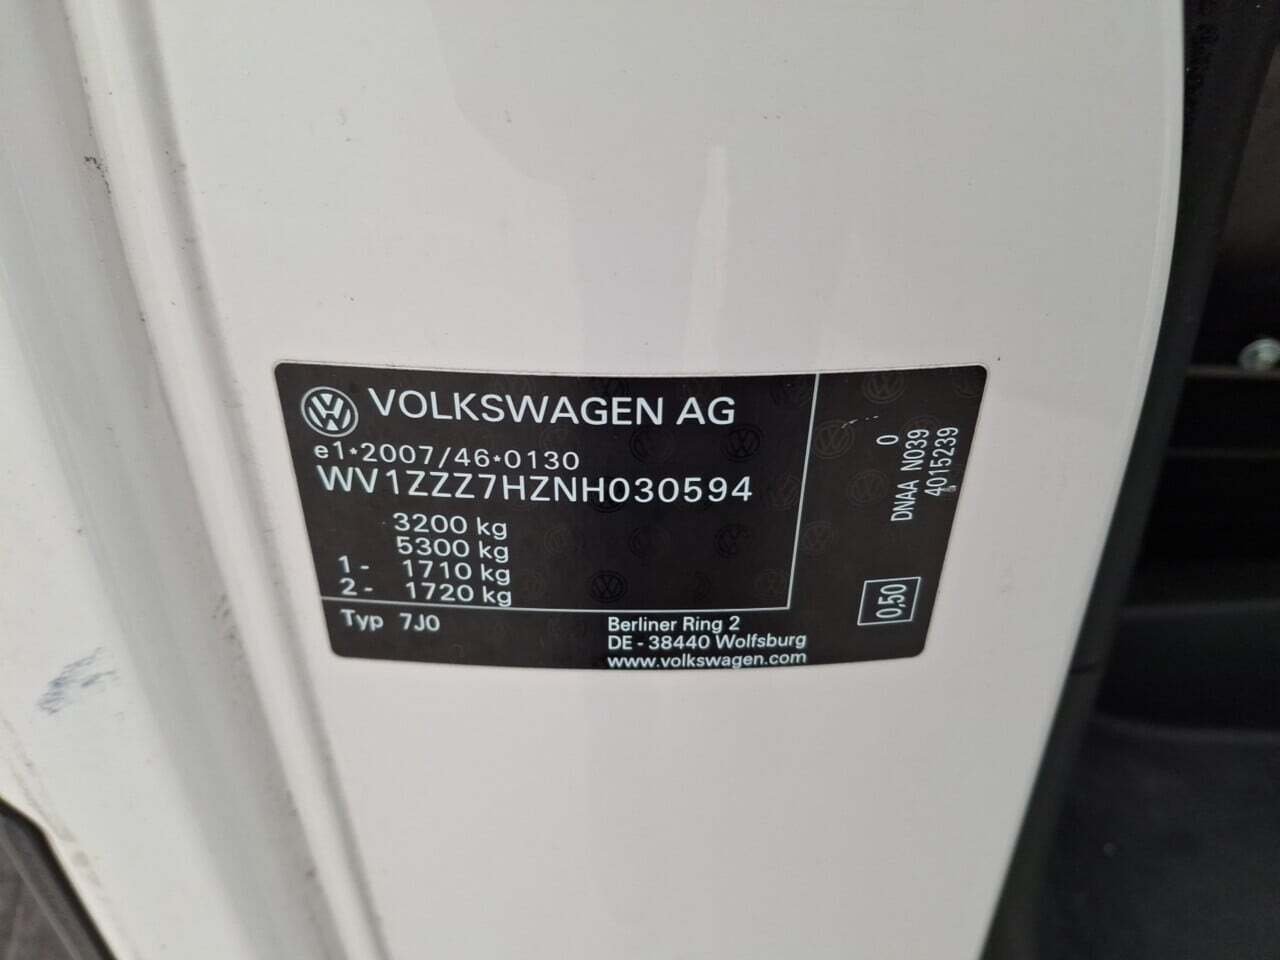 VOLKSWAGEN AG
e1*2007/46*0130
WV1ZZZ7HZNH030594
3200 kg
5300 kg
1- 1710 kg
2- 1720 kg
Typ 7J0
Berliner Ring 2
DE - 38440 Wolfsburg
www.volkswagen.com
0
DNAA N039
4015239
0,50